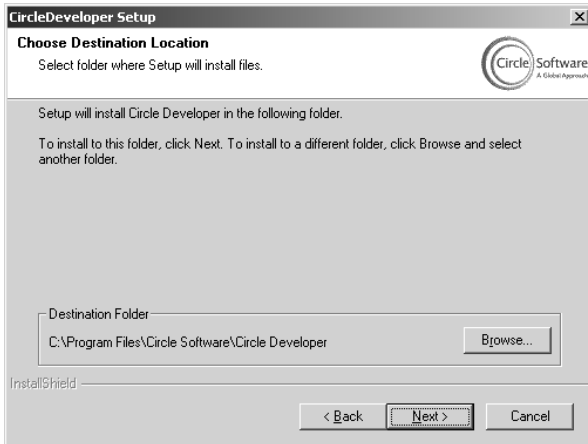 CircleDeveloper Setup
Choose Destination Location
Select folder where Setup will install files.
Circle Software
A Global Approach
Setup will install Circle Developer in the following folder.
To install to this folder, click Next. To install to a different folder, click Browse and select
another folder.
Destination Folder
C:\Program Files\Circle Software\Circle Developer
Browse...
InstallShield
< Back
Next >
Cancel